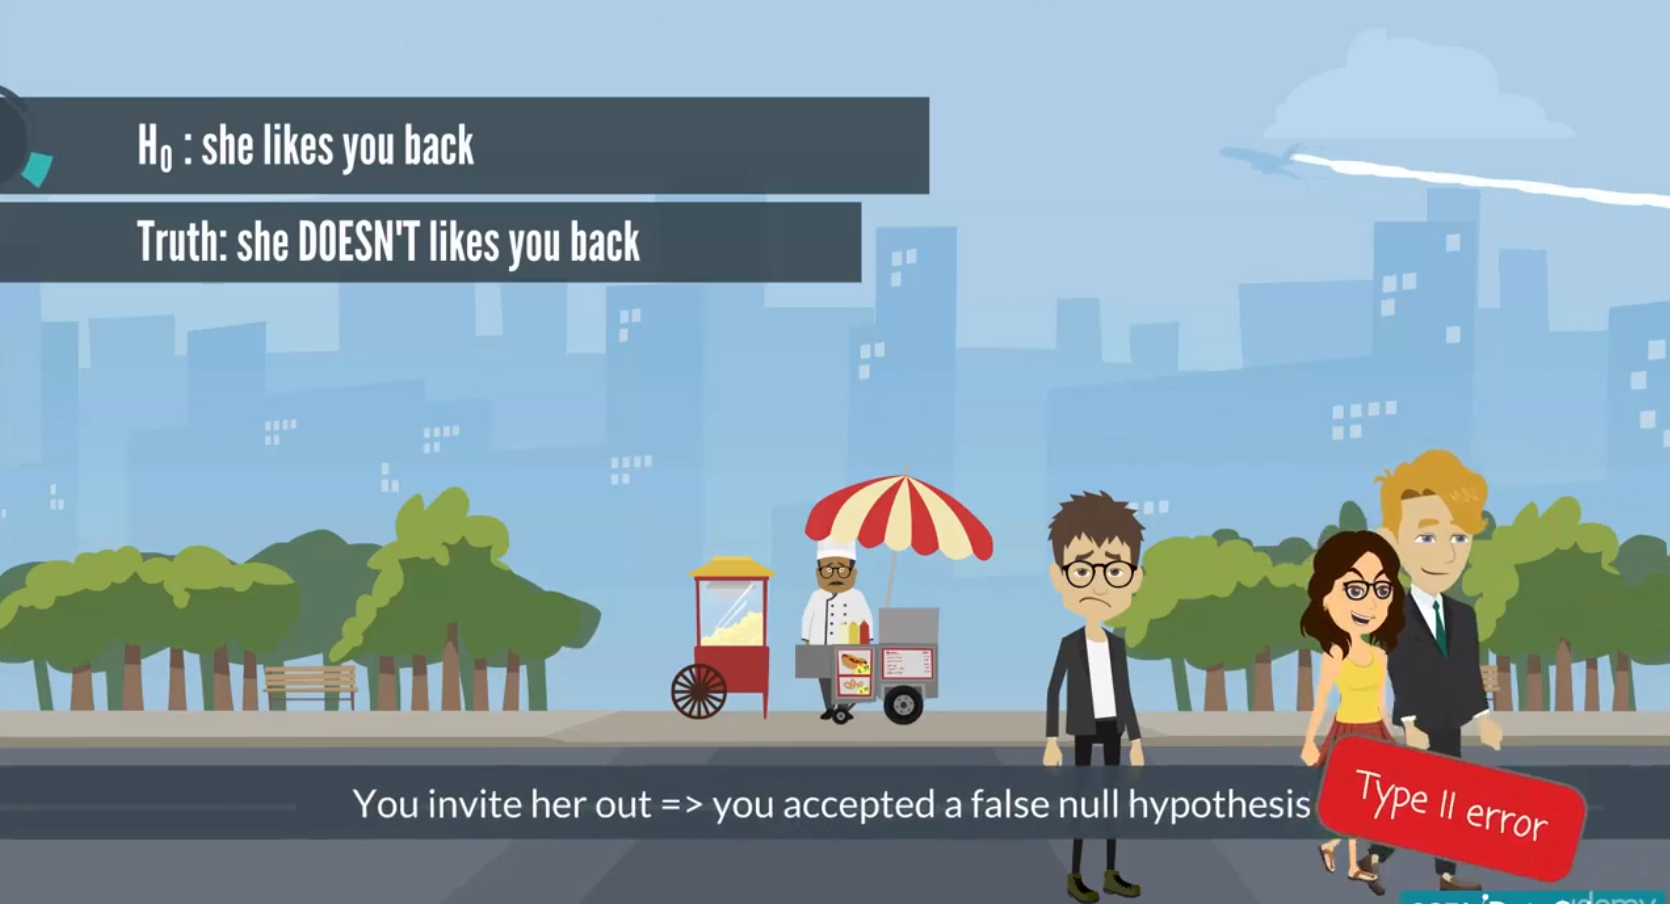 H₀ : she likes you back
Truth: she DOESN'T likes you back
You invite her out => you accepted a false null hypothesis
Type II error